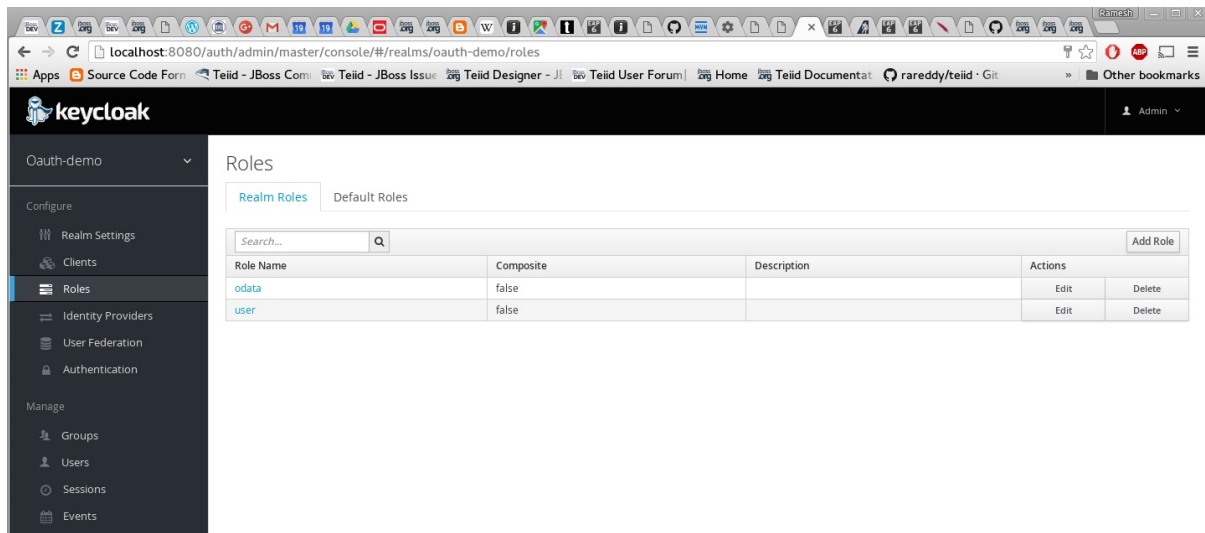 Ramesh
localhost:8080/auth/admin/master/console/#/realms/oauth-demo/roles
Apps Source Code Forn Teiid - JBoss Com Teiid - JBoss Issue Teiid Designer - JI Teiid User Forum | Home Teiid Documentat rareddy/teiid · Git » Other bookmarks
keycloak
Admin
Oauth-demo
Roles
Realm Roles Default Roles
Configure
Realm Settings
Clients
Roles
Identity Providers
User Federation
Authentication
Manage
Groups
Users
Sessions
Events
Search...
Add Role
Role Name Composite Description Actions
odata false Edit Delete
user false Edit Delete